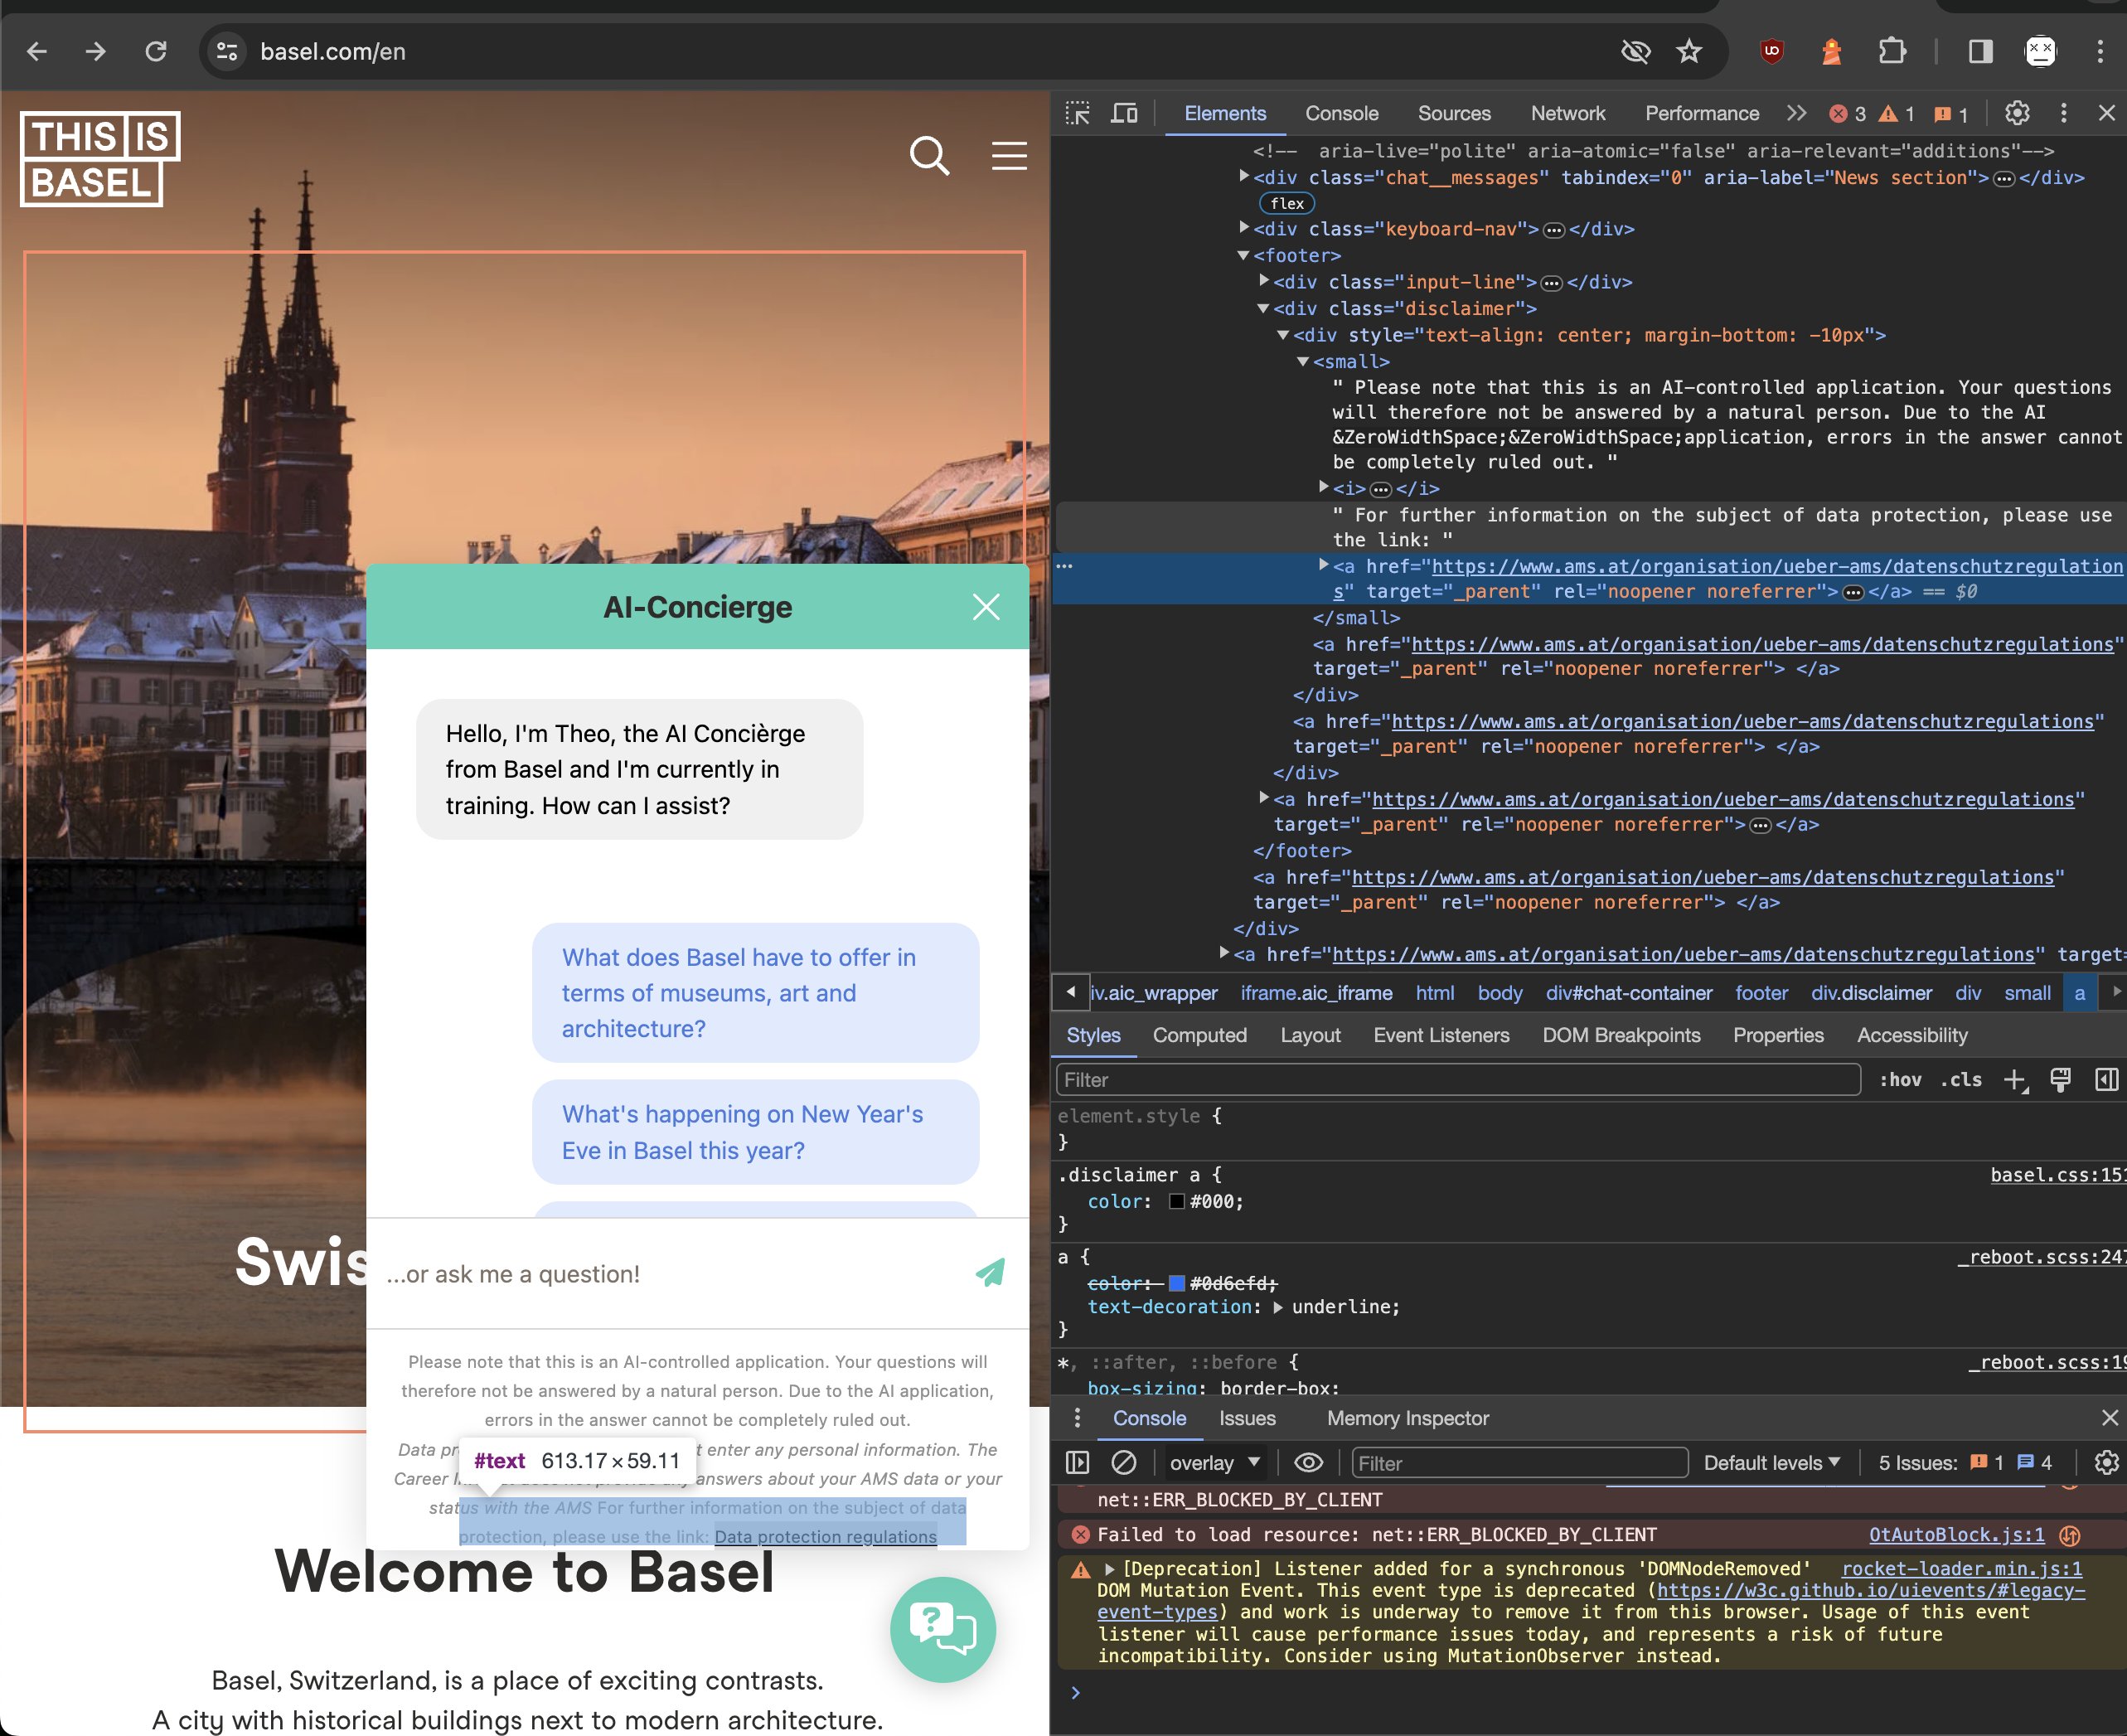 basel.com/en
THIS IS
BASEL
Swis
AI-Concierge
Hello, I'm Theo, the AI Concièrge
from Basel and I'm currently in
training. How can I assist?
What does Basel have to offer in
terms of museums, art and
architecture?
What's happening on New Year's
Eve in Basel this year?
...or ask me a question!
Please note that this is an AI-controlled application. Your questions will
therefore not be answered by a natural person. Due to the AI application,
errors in the answer cannot be completely ruled out.
Data pr
t enter any personal information. The
Career I
answers about your AMS data or your
status with the AMS For further information on the subject of data
protection, please use the link: Data protection regulations
#text 613.17×59.11
Welcome to Basel
Basel, Switzerland, is a place of exciting contrasts.
A city with historical buildings next to modern architecture.
Elements Console Sources Network Performance 3 1 1
<!--  aria-live="polite" aria-atomic="false" aria-relevant="additions"-->
<div class="chat__messages" tabindex="0" aria-label="News section">…</div>
flex
<div class="keyboard-nav">…</div>
<footer>
<div class="input-line">…</div>
<div class="disclaimer">
<div style="text-align: center; margin-bottom: -10px">
<small>
" Please note that this is an AI-controlled application. Your questions
will therefore not be answered by a natural person. Due to the AI
&ZeroWidthSpace;&ZeroWidthSpace;application, errors in the answer cannot
be completely ruled out. "
<i>…</i>
" For further information on the subject of data protection, please use
the link: "
<a href="https://www.ams.at/organisation/ueber-ams/datenschutzregulation
s" target="_parent" rel="noopener noreferrer">…</a> == $0
</small>
<a href="https://www.ams.at/organisation/ueber-ams/datenschutzregulations"
target="_parent" rel="noopener noreferrer"> </a>
</div>
<a href="https://www.ams.at/organisation/ueber-ams/datenschutzregulations"
target="_parent" rel="noopener noreferrer"> </a>
</div>
<a href="https://www.ams.at/organisation/ueber-ams/datenschutzregulations"
target="_parent" rel="noopener noreferrer">…</a>
</footer>
<a href="https://www.ams.at/organisation/ueber-ams/datenschutzregulations"
target="_parent" rel="noopener noreferrer"> </a>
</div>
<a href="https://www.ams.at/organisation/ueber-ams/datenschutzregulations" target=
iv.aic_wrapper iframe.aic_iframe html body div#chat-container footer div.disclaimer div small a
Styles Computed Layout Event Listeners DOM Breakpoints Properties Accessibility
Filter :hov .cls
element.style {
}
.disclaimer a { basel.css:151
color: #000;
}
a { _reboot.scss:247
color: #0d6efd;
text-decoration: underline;
}
*, ::after, ::before { _reboot.scss:19
box-sizing: border-box;
Console Issues Memory Inspector
overlay Filter Default levels 5 Issues: 1 4
net::ERR_BLOCKED_BY_CLIENT
Failed to load resource: net::ERR_BLOCKED_BY_CLIENT OtAutoBlock.js:1
[Deprecation] Listener added for a synchronous 'DOMNodeRemoved' rocket-loader.min.js:1
DOM Mutation Event. This event type is deprecated (https://w3c.github.io/uievents/#legacy-
event-types) and work is underway to remove it from this browser. Usage of this event
listener will cause performance issues today, and represents a risk of future
incompatibility. Consider using MutationObserver instead.